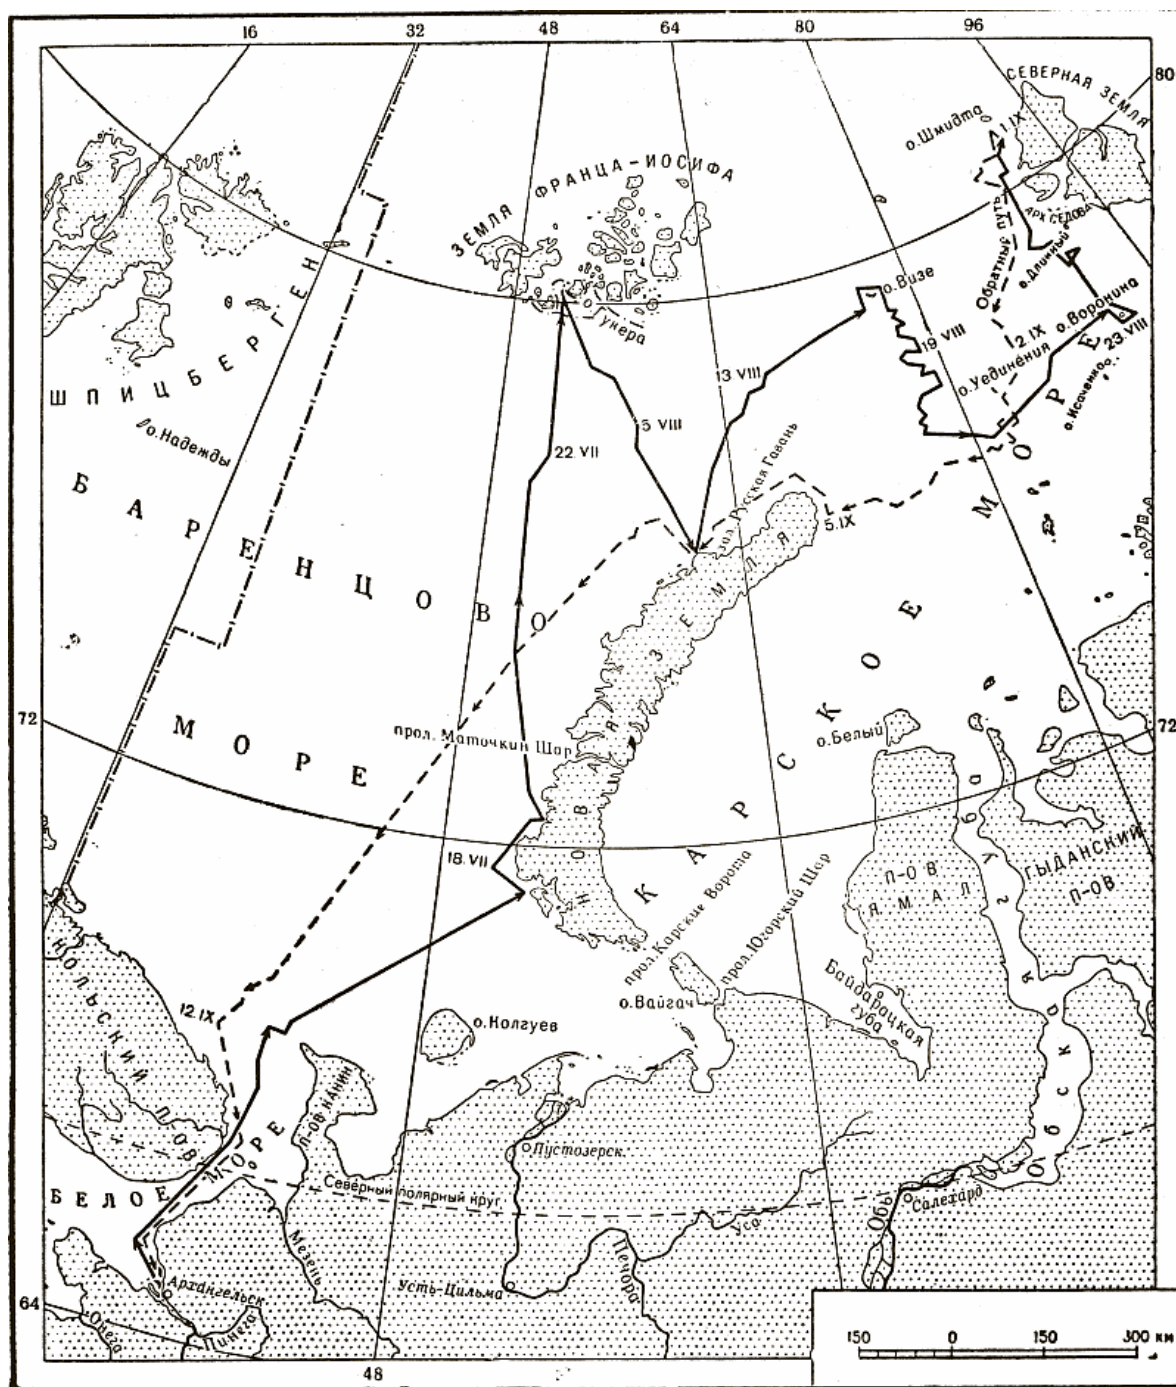 16
32
48
64
80
96
80
СЕВЕРНАЯ ЗЕМЛЯ
о.Шмидта
1.IX
АРХ СЕДОВА
о.Длинный
Обратный путь
ЗЕМЛЯ ФРАНЦА-ИОСИФА
о.Визе
о.Воронина
2.IX
19 VIII
23.VIII
о.Уединения
о.Исаченко
13 VIII
5 VIII
22. VII
ШПИЦБЕРГЕН
о.Надежды
зал. Русская Гавань
5.IX
БАРЕНЦОВО
МОРЕ
НОВАЯ ЗЕМЛЯ
КАРСКОЕ МОРЕ
72
72
прол. Маточкин Шар
о.Белый
18. VII
П-ОВ
ЯМАЛ
ГЫДАНСКИЙ
П-ОВ
прол.Карские Ворота
прол.Югорский Шар
о.Вайгач
Байдарацкая
губа
Обская губа
12.IX
о.Колгуев
КОЛЬСКИЙ П-ОВ
П-ОВ КАНИН
БЕЛОЕ МОРЕ
Пустозерск.
Северный полярный круг
Салехард
Обь
Уса
Мезень
Печора
Усть-Цильма
Архангельск
Пинега
Онега
64
48
150 0 150 300 км